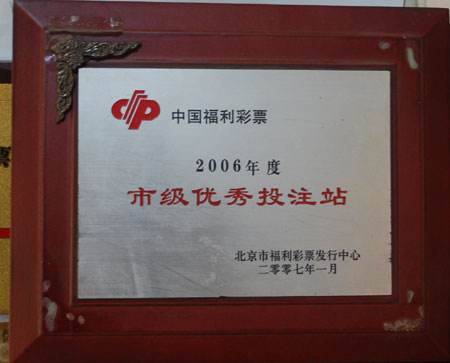 中国福利彩票
2006年度
市级优秀投注站
北京市福利彩票发行中心
二零零七年一月
票